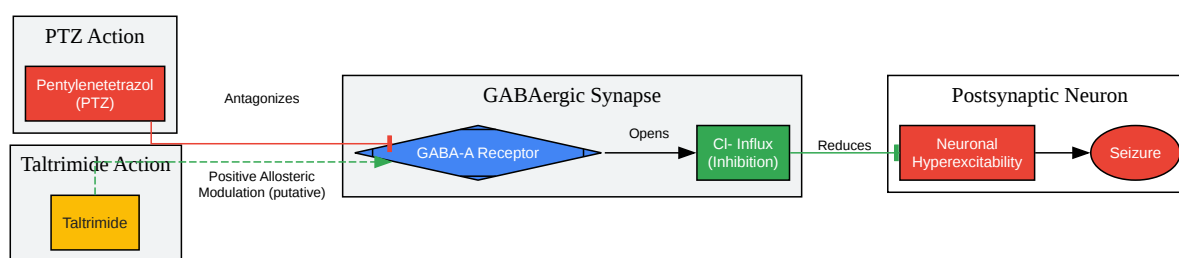 PTZ Action
Pentylenetetrazol
(PTZ)
Antagonizes
GABAergic Synapse
GABA-A Receptor
Opens
Cl- Influx
(Inhibition)
Reduces
Postsynaptic Neuron
Neuronal
Hyperexcitability
Seizure
Taltrimide Action
Positive Allosteric
Modulation (putative)
Taltrimide